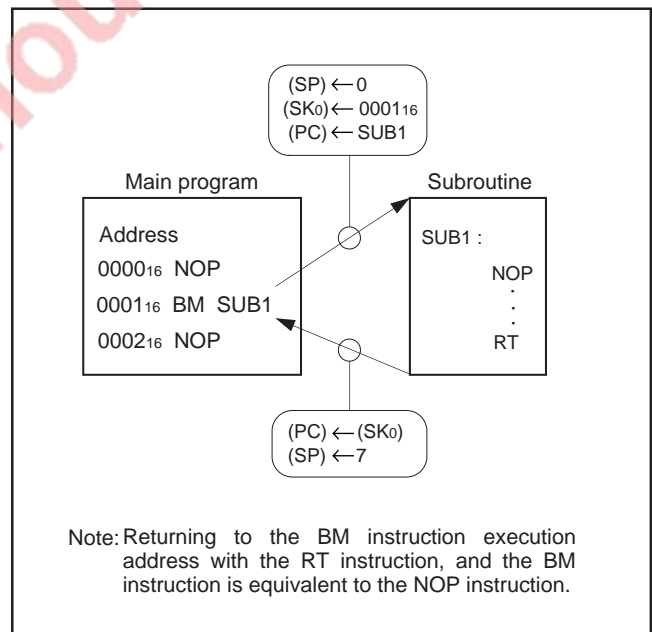 (SP) ← 0
(SK0) ← 000116
(PC) ← SUB1
Main program
Subroutine
Address
000016 NOP
000116 BM SUB1
000216 NOP
SUB1 :
NOP
·
·
·
RT
(PC) ← (SK0)
(SP) ← 7
Note: Returning to the BM instruction execution
address with the RT instruction, and the BM
instruction is equivalent to the NOP instruction.